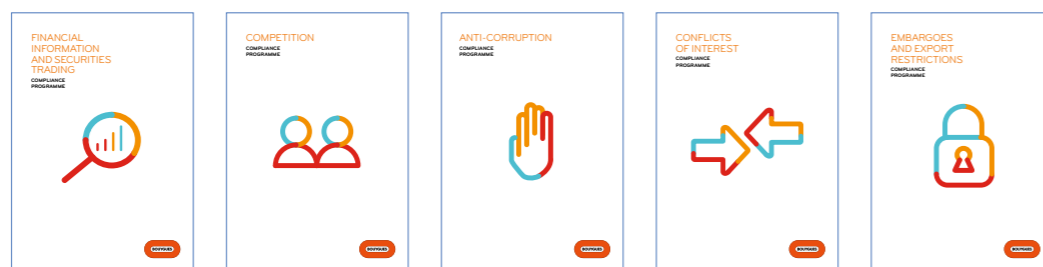 FINANCIAL
INFORMATION
AND SECURITIES
TRADING
COMPLIANCE
PROGRAMME
BOUYGUES
COMPETITION
COMPLIANCE
PROGRAMME
BOUYGUES
ANTI-CORRUPTION
COMPLIANCE
PROGRAMME
BOUYGUES
CONFLICTS
OF INTEREST
COMPLIANCE
PROGRAMME
BOUYGUES
EMBARGOES
AND EXPORT
RESTRICTIONS
COMPLIANCE
PROGRAMME
BOUYGUES